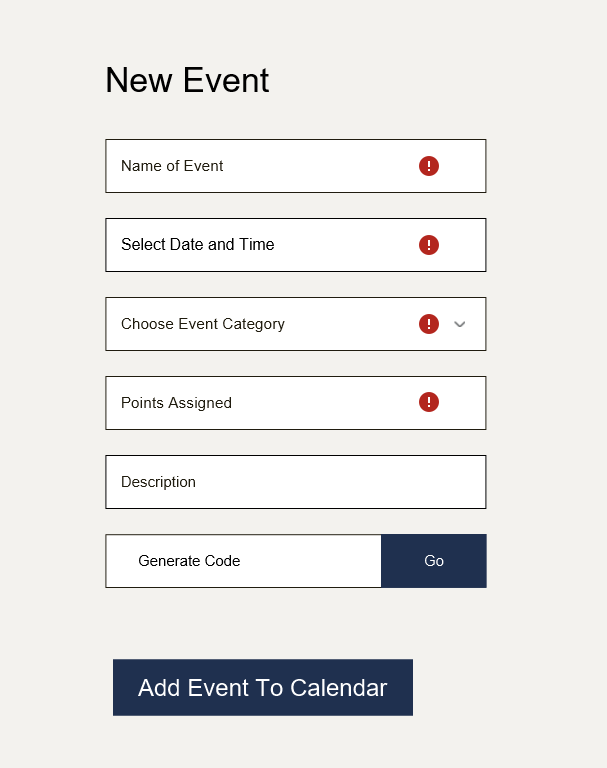 New Event
Name of Event
Select Date and Time
Choose Event Category
Points Assigned
Description
Generate Code
Go
Add Event To Calendar